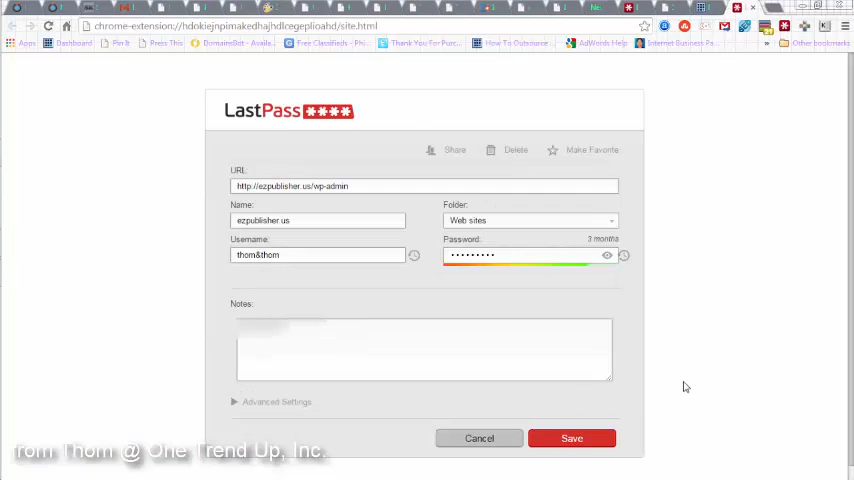 chrome-extension://hdokiejnpimakedhajhdlcegeplioahd/site.html
Apps Dashboard Pin It Press This DomainsBot - Availa... Free Classifieds - Ph... Thank You For Purc... How To Outsource... AdWords Help Internet Business Pa... » Other bookmarks
LastPass ****
Share Delete Make Favorite
URL:
http://ezpublisher.us/wp-admin
Name: Folder:
ezpublisher.us Web sites
Username: Password: 3 months
thom&thom •••••••••
Notes:
Advanced Settings
Cancel Save
from Thom @ One Trend Up, Inc.